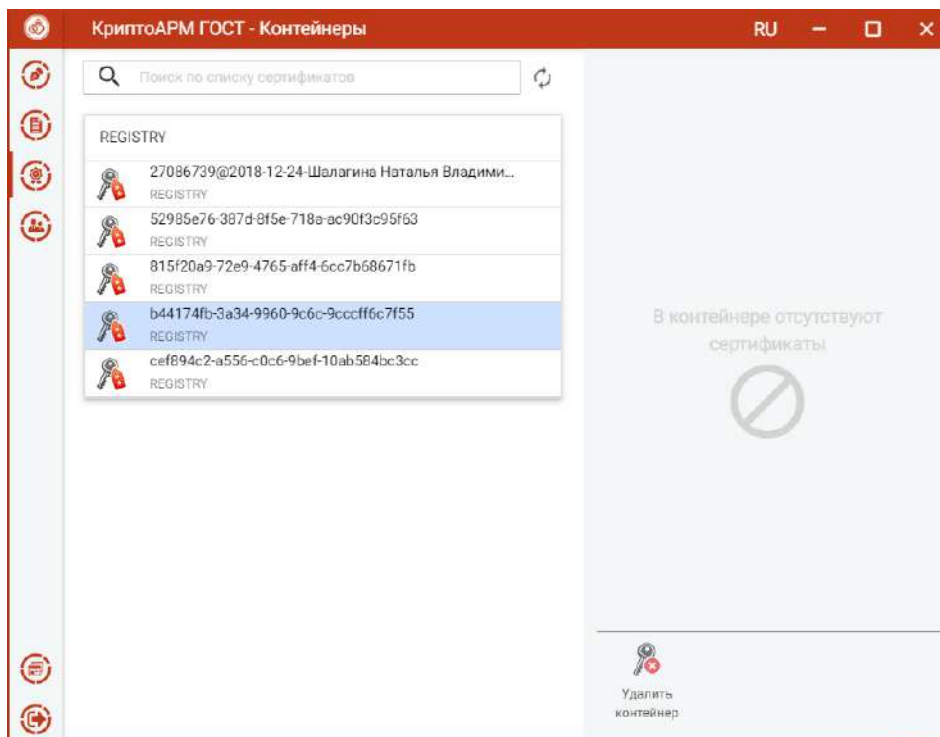 КриптоАРМ ГОСТ - Контейнеры
RU
Поиск по списку сертификатов
REGISTRY
27086739@2018-12-24-Шалагина Наталья Владими...
REGISTRY
52985e76-387d-8f5e-718a-ac90f3c95f63
REGISTRY
815f20a9-72e9-4765-aff4-6cc7b68671fb
REGISTRY
b44174fb-3a34-9960-9c6c-9cccff6c7f55
REGISTRY
cef894c2-a556-c0c6-9bef-10ab584bc3cc
REGISTRY
В контейнере отсутствуют
сертификаты
Удалить
контейнер